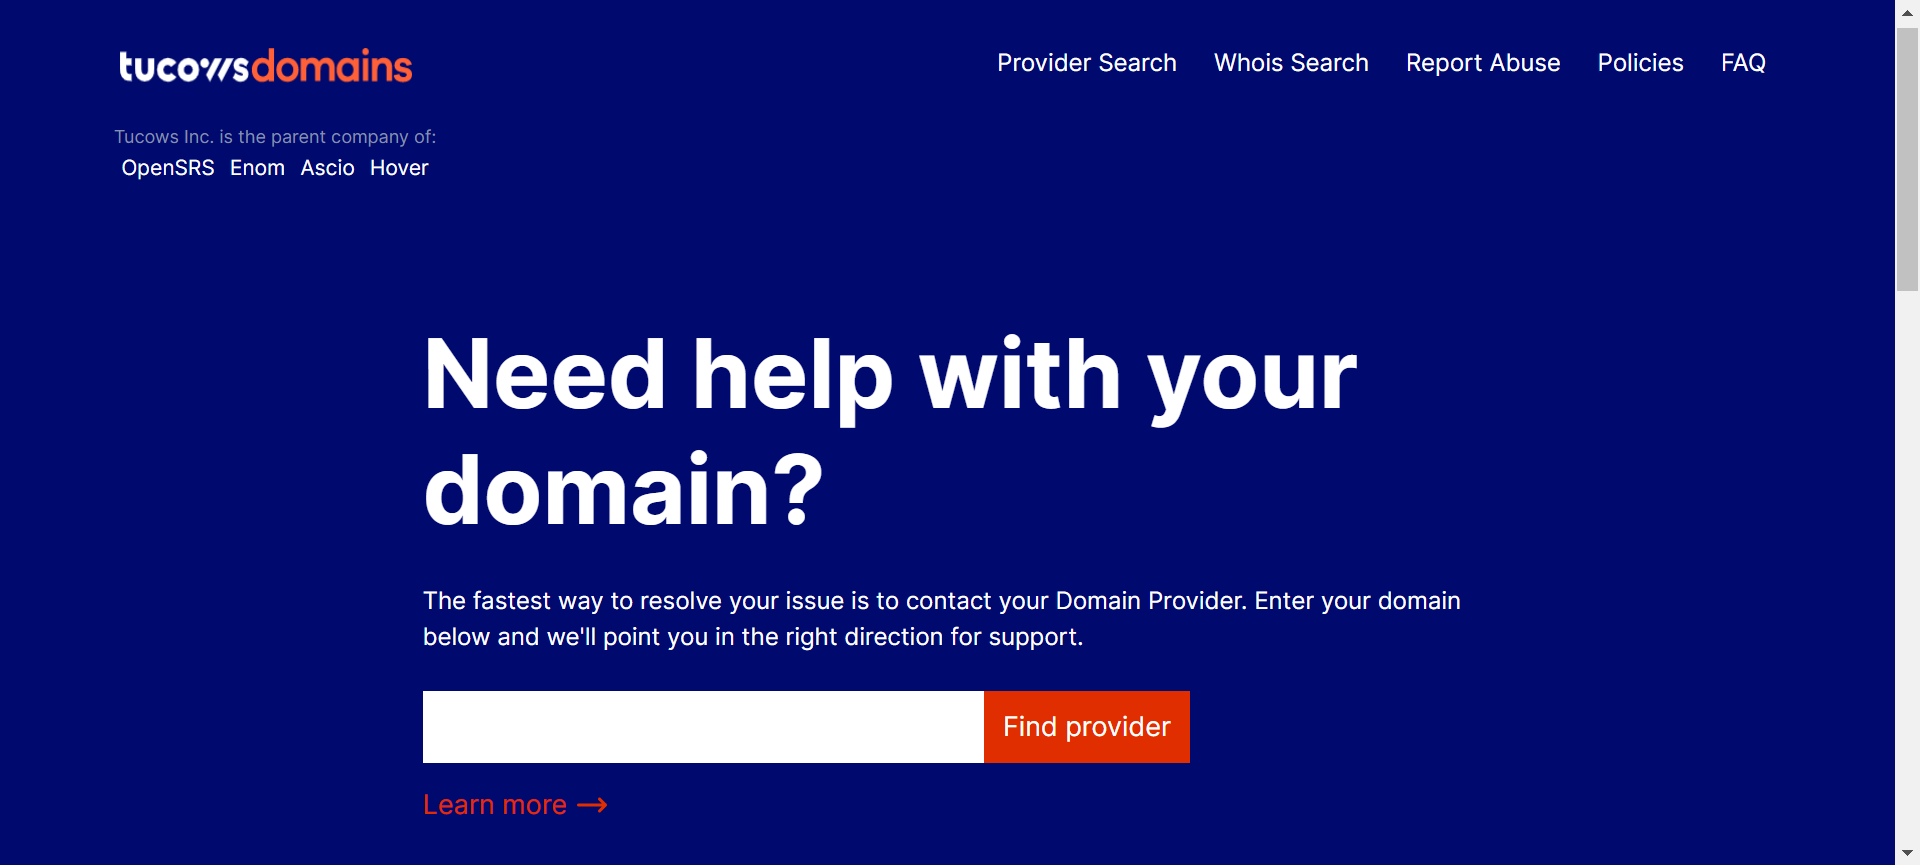 tucowsdomains
Provider Search Whois Search Report Abuse Policies FAQ
Tucows Inc. is the parent company of:
OpenSRS Enom Ascio Hover
Need help with your
domain?
The fastest way to resolve your issue is to contact your Domain Provider. Enter your domain
below and we'll point you in the right direction for support.
Find provider
Learn more →